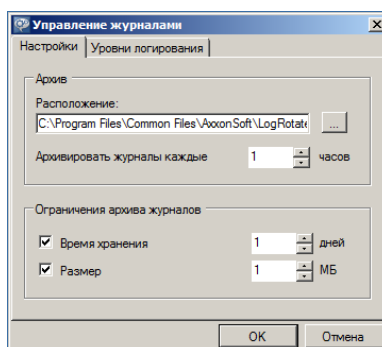 Управление журналами
Настройки Уровни логирования
Архив
Расположение:
C:\Program Files\Common Files\AxxonSoft\LogRotate ...
Архивировать журналы каждые 1 часов
Ограничения архива журналов
Время хранения 1 дней
Размер 1 МБ
OK Отмена